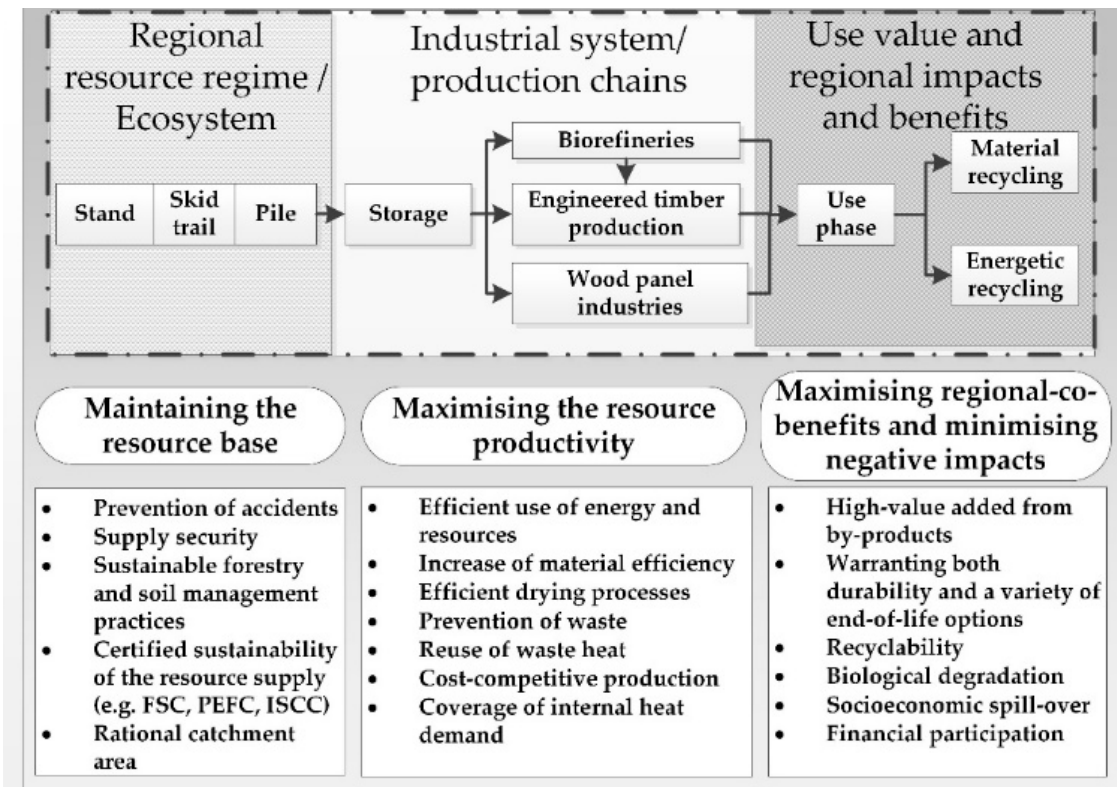 Regional
resource regime /
Ecosystem
Industrial system/
production chains
Use value and
regional impacts
and benefits
Stand
Skid
trail
Pile
Storage
Biorefineries
Engineered timber
production
Wood panel
industries
Use
phase
Material
recycling
Energetic
recycling
Maintaining the
resource base
• Prevention of accidents
• Supply security
• Sustainable forestry
and soil management
practices
• Certified sustainability
of the resource supply
(e.g. FSC, PEFC, ISCC)
• Rational catchment
area
Maximising the resource
productivity
• Efficient use of energy and
resources
• Increase of material efficiency
• Efficient drying processes
• Prevention of waste
• Reuse of waste heat
• Cost-competitive production
• Coverage of internal heat
demand
Maximising regional-co-
benefits and minimising
negative impacts
• High-value added from
by-products
• Warranting both
durability and a variety of
end-of-life options
• Recyclability
• Biological degradation
• Socioeconomic spill-over
• Financial participation